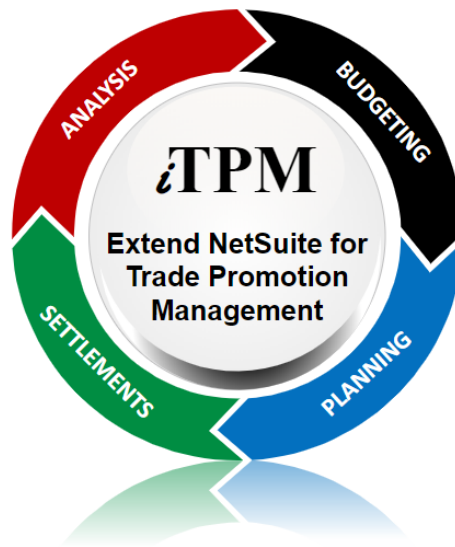 ANALYSIS
BUDGETING
iTPM
Extend NetSuite for
Trade Promotion
Management
SETTLEMENTS
PLANNING